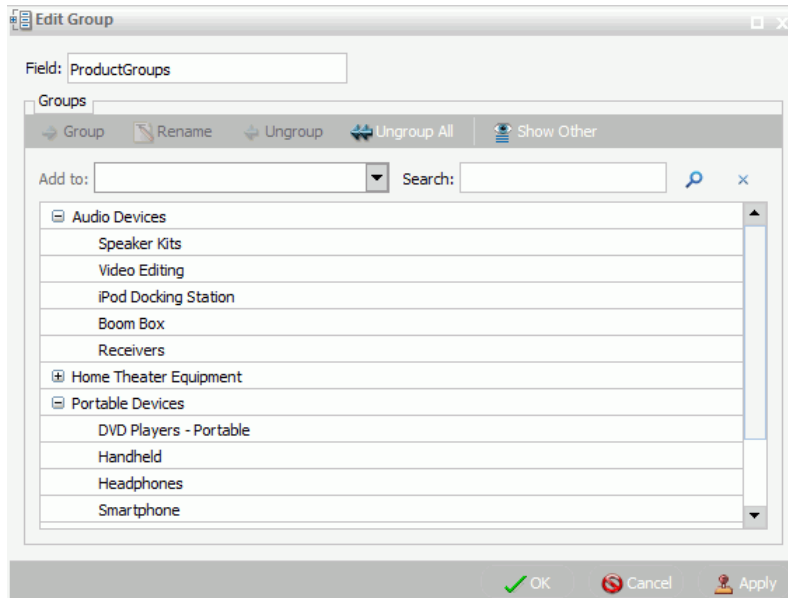 Edit Group
Field: ProductGroups
Groups
Group Rename Ungroup Ungroup All Show Other
Add to: Search:
Audio Devices
Speaker Kits
Video Editing
iPod Docking Station
Boom Box
Receivers
Home Theater Equipment
Portable Devices
DVD Players - Portable
Handheld
Headphones
Smartphone
OK Cancel Apply